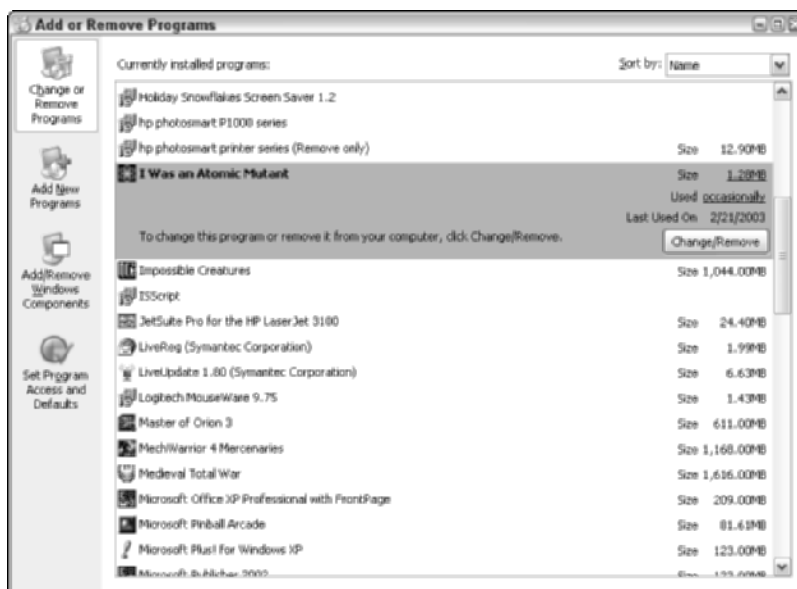 Add or Remove Programs
Change or
Remove
Programs
Add New
Programs
Add/Remove
Windows
Components
Set Program
Access and
Defaults
Currently installed programs:
Sort by: Name
Holiday Snowflakes Screen Saver 1.2
hp photosmart P1000 series
hp photosmart printer series (Remove only) Size 12.90MB
I Was an Atomic Mutant Size 1.28MB
Used occasionally
Last Used On 2/21/2003
To change this program or remove it from your computer, click Change/Remove. Change/Remove
Impossible Creatures Size 1,044.00MB
ISScript
JetSuite Pro for the HP LaserJet 3100 Size 24.40MB
LiveReg (Symantec Corporation) Size 1.99MB
LiveUpdate 1.80 (Symantec Corporation) Size 6.63MB
Logitech MouseWare 9.75 Size 1.43MB
Master of Orion 3 Size 611.00MB
MechWarrior 4 Mercenaries Size 1,168.00MB
Medieval Total War Size 1,616.00MB
Microsoft Office XP Professional with FrontPage Size 209.00MB
Microsoft Pinball Arcade Size 81.61MB
Microsoft Plus! for Windows XP Size 123.00MB
Microsoft Publisher 2002 Size 123.00MB